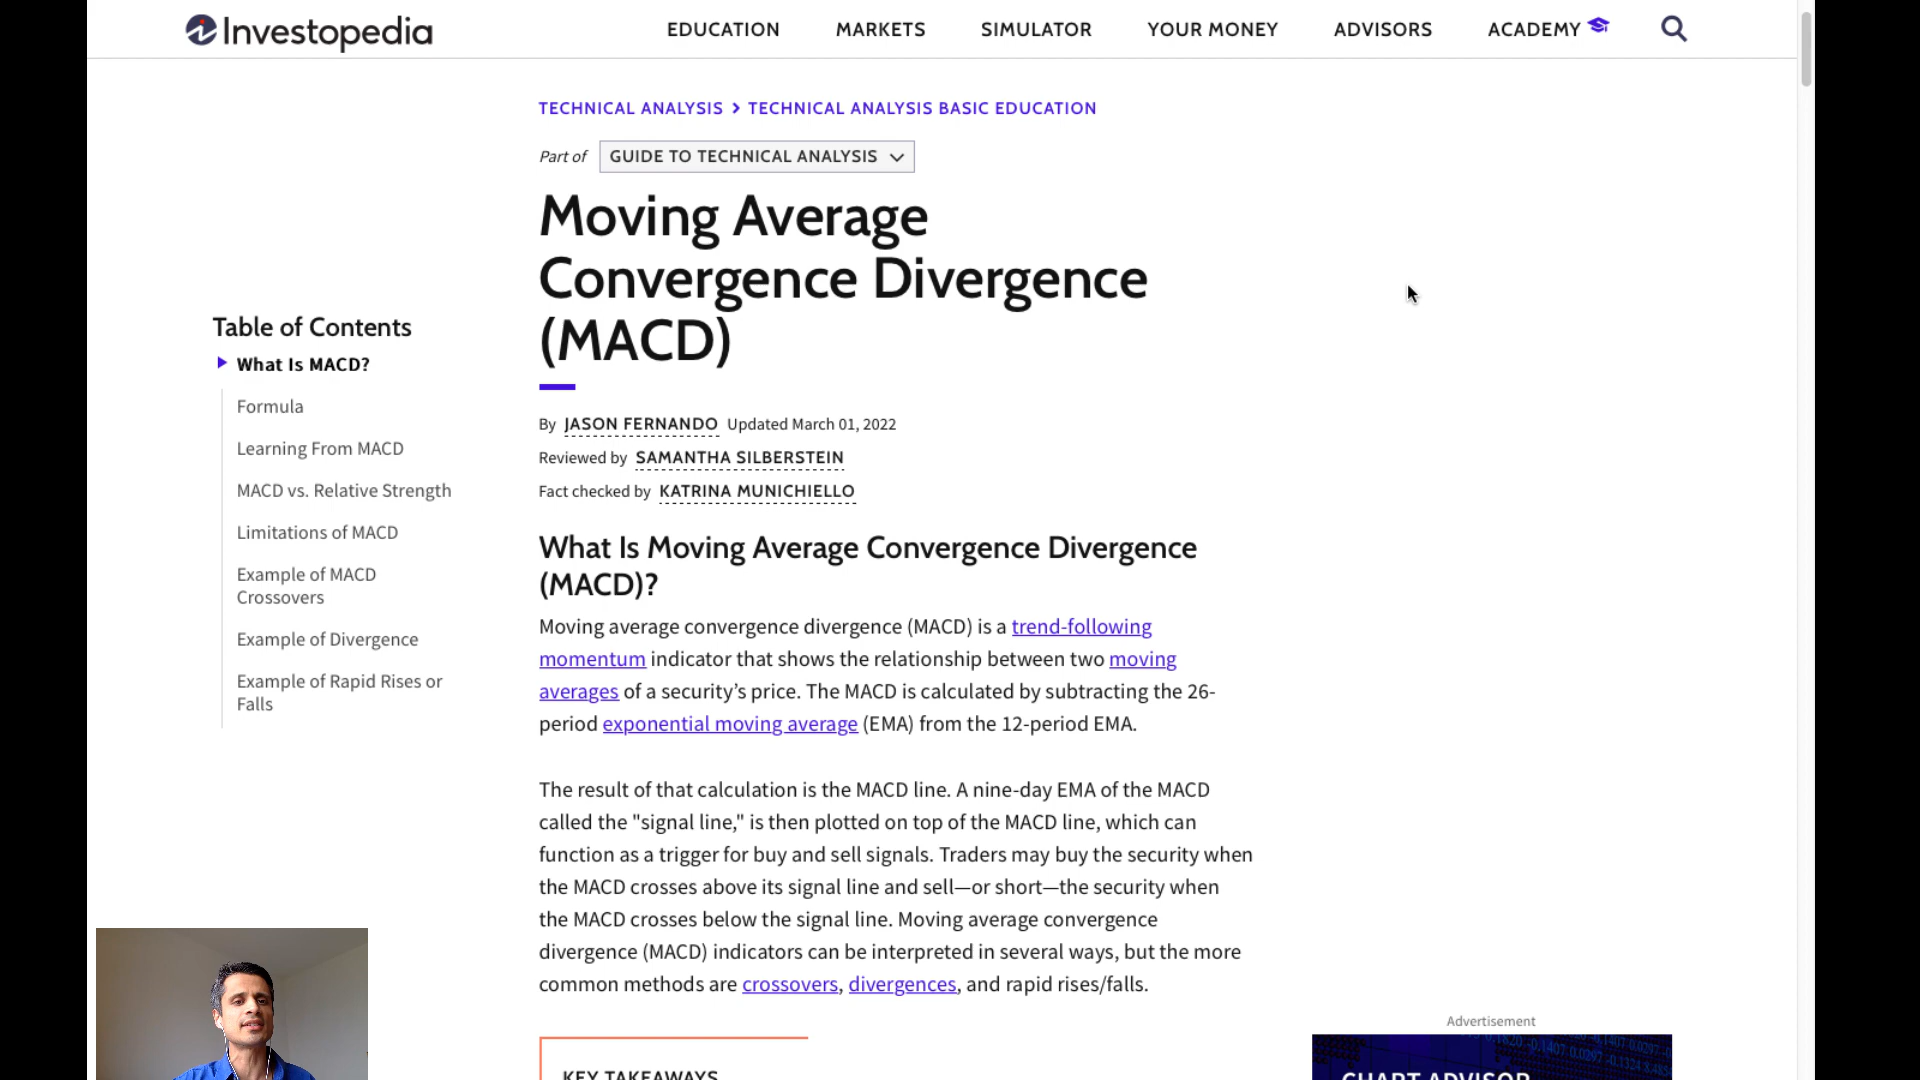 Investopedia
EDUCATION MARKETS SIMULATOR YOUR MONEY ADVISORS ACADEMY
TECHNICAL ANALYSIS > TECHNICAL ANALYSIS BASIC EDUCATION
Part of GUIDE TO TECHNICAL ANALYSIS
Moving Average
Convergence Divergence
(MACD)
By JASON FERNANDO Updated March 01, 2022
Reviewed by SAMANTHA SILBERSTEIN
Fact checked by KATRINA MUNICHIELLO
Table of Contents
What Is MACD?
Formula
Learning From MACD
MACD vs. Relative Strength
Limitations of MACD
Example of MACD
Crossovers
Example of Divergence
Example of Rapid Rises or
Falls
What Is Moving Average Convergence Divergence
(MACD)?
Moving average convergence divergence (MACD) is a trend-following
momentum indicator that shows the relationship between two moving
averages of a security’s price. The MACD is calculated by subtracting the 26-
period exponential moving average (EMA) from the 12-period EMA.
The result of that calculation is the MACD line. A nine-day EMA of the MACD
called the "signal line," is then plotted on top of the MACD line, which can
function as a trigger for buy and sell signals. Traders may buy the security when
the MACD crosses above its signal line and sell—or short—the security when
the MACD crosses below the signal line. Moving average convergence
divergence (MACD) indicators can be interpreted in several ways, but the more
common methods are crossovers, divergences, and rapid rises/falls.
KEY TAKEAWAYS
Advertisement
CHART ADVISOR